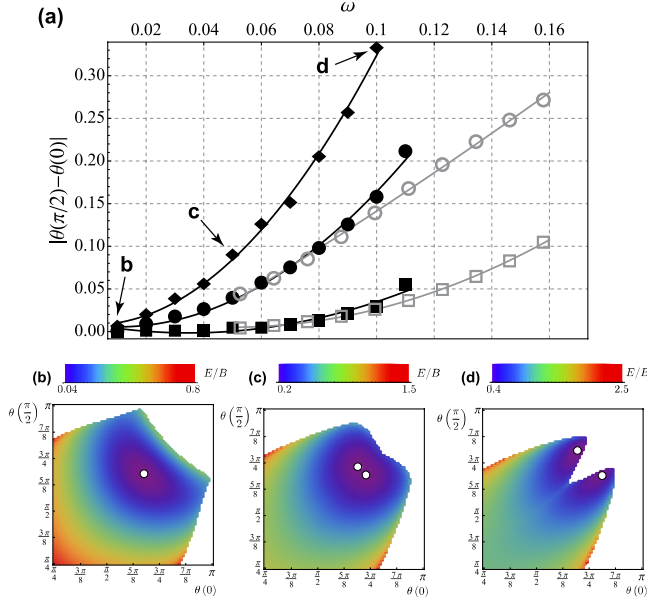 (a)
ω
0.02 0.04 0.06 0.08 0.1 0.12 0.14 0.16
|θ(π/2)−θ(0)|
0.30
0.25
0.20
0.15
0.10
0.05
0.00
d
c
b
(b)
E/B
0.04 0.8
θ(π/2)
π
7π/8
3π/4
5π/8
π/2
3π/8
π/4
π/4 3π/8 π/2 5π/8 3π/4 7π/8 π
θ(0)
(c)
E/B
0.2 1.5
θ(π/2)
π
7π/8
3π/4
5π/8
π/2
3π/8
π/4
π/4 3π/8 π/2 5π/8 3π/4 7π/8 π
θ(0)
(d)
E/B
0.4 2.5
θ(π/2)
π
7π/8
3π/4
5π/8
π/2
3π/8
π/4
π/4 3π/8 π/2 5π/8 3π/4 7π/8 π
θ(0)